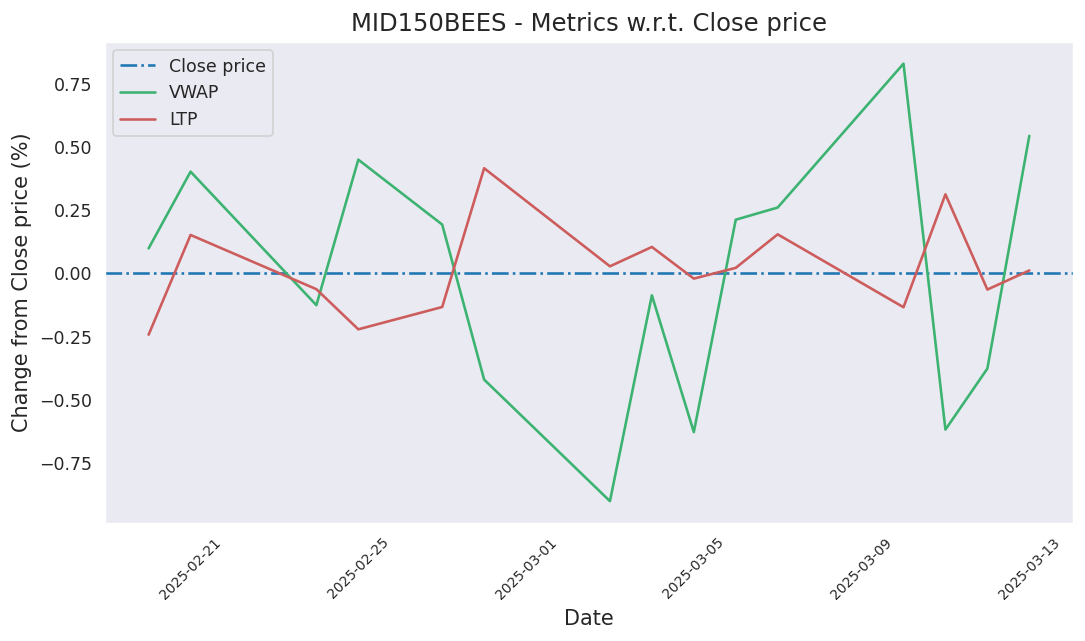 MID150BEES - Metrics w.r.t. Close price
Close price
VWAP
LTP
Change from Close price (%)
0.75
0.50
0.25
0.00
−0.25
−0.50
−0.75
2025-02-21
2025-02-25
2025-03-01
2025-03-05
2025-03-09
2025-03-13
Date